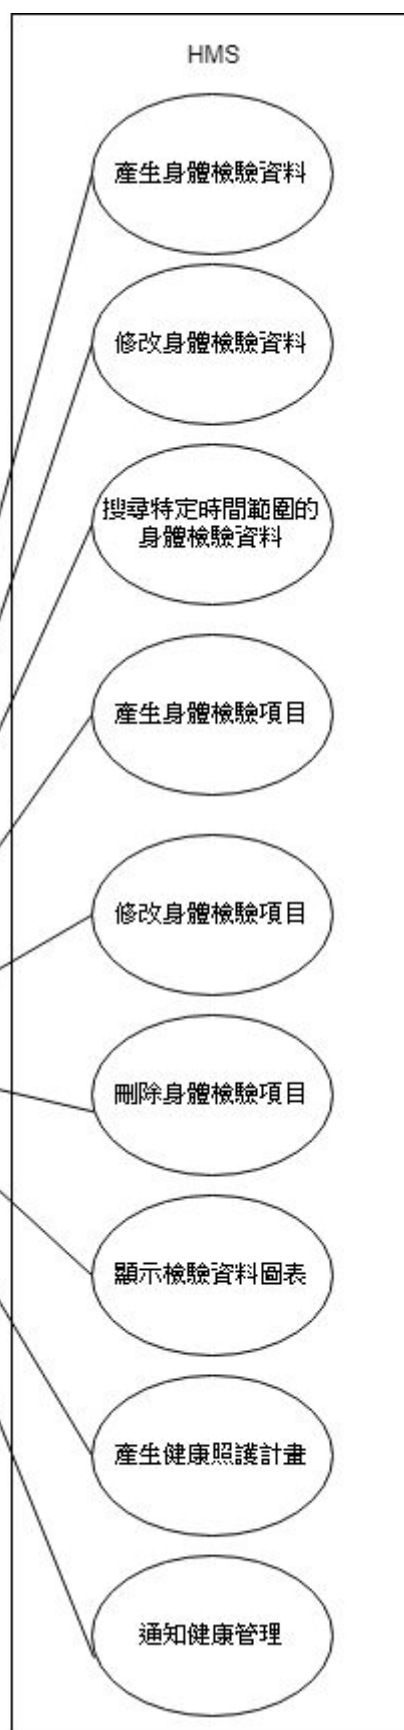 HMS
產生身體檢驗資料
修改身體檢驗資料
搜尋特定時間範圍的
身體檢驗資料
產生身體檢驗項目
修改身體檢驗項目
刪除身體檢驗項目
顯示檢驗資料圖表
產生健康照護計畫
通知健康管理